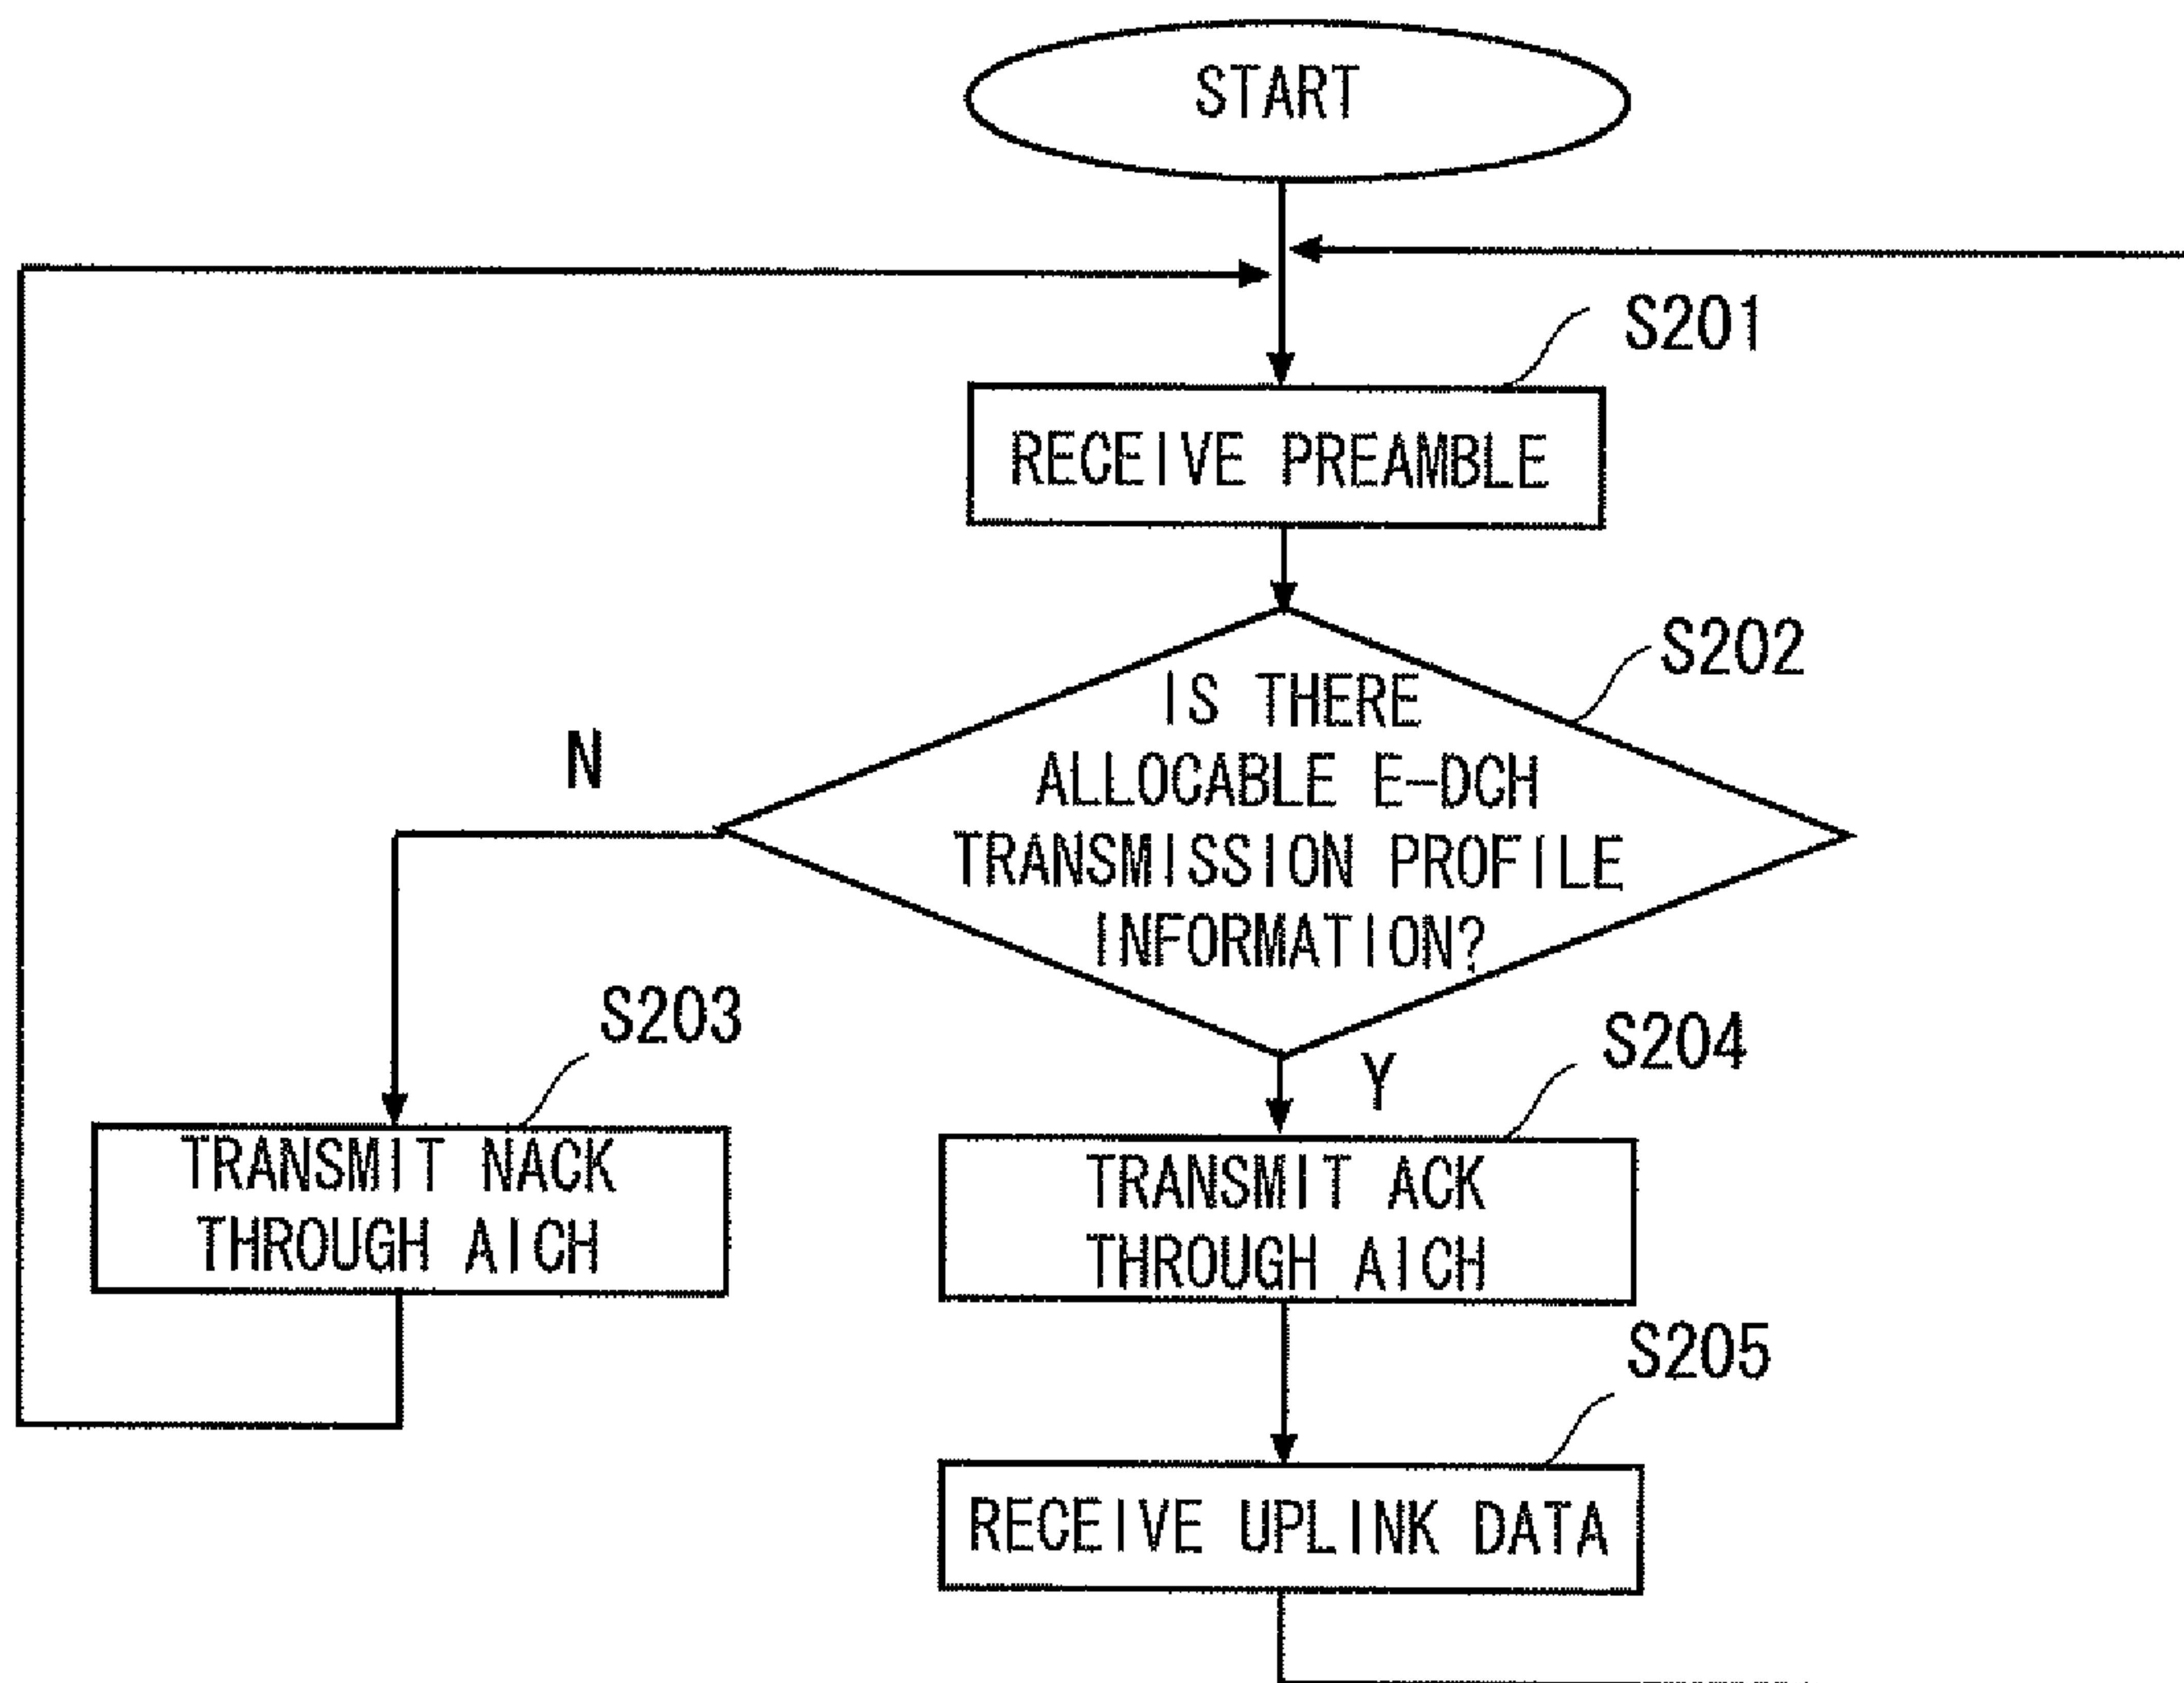 START
S201
RECEIVE PREAMBLE
S202
IS THERE
ALLOCABLE E-DCH
TRANSMISSION PROFILE
INFORMATION?
N
S203
TRANSMIT NACK
THROUGH AICH
Y
S204
TRANSMIT ACK
THROUGH AICH
S205
RECEIVE UPLINK DATA